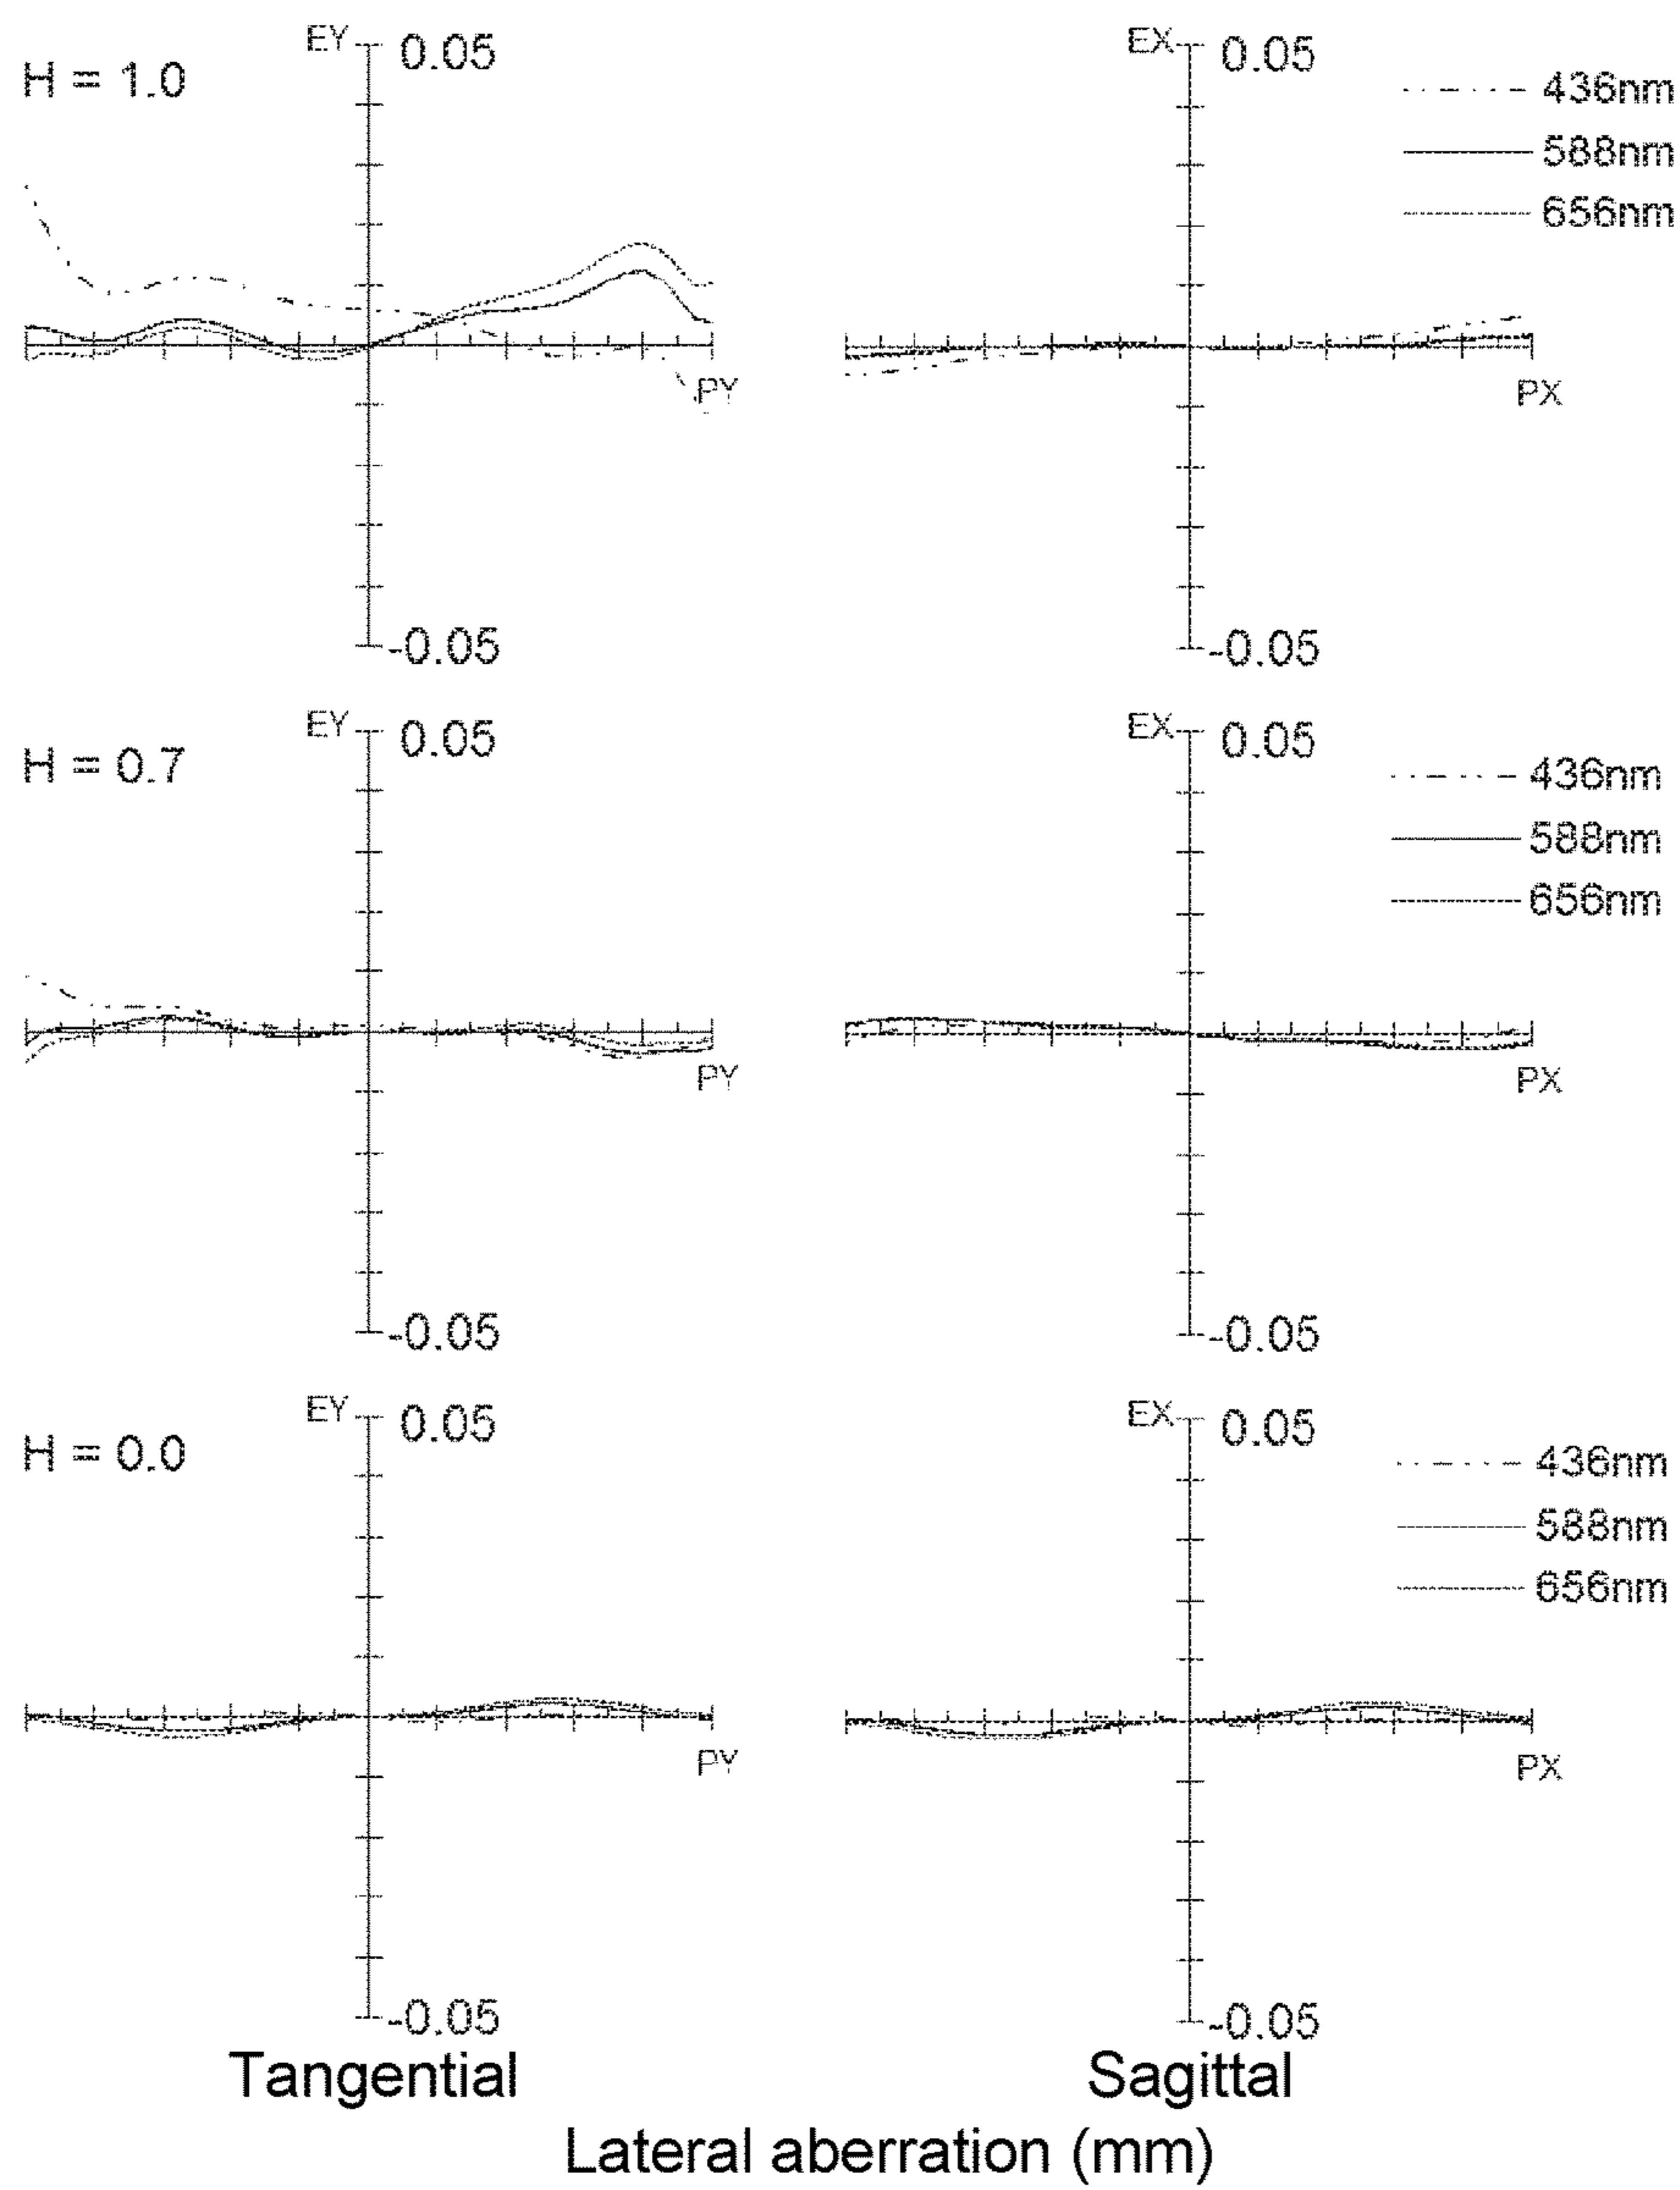 EY 0.05 EX 0.05
H = 1.0
436nm
588nm
656nm
PY PX
-0.05 -0.05
EY 0.05 EX 0.05
H = 0.7
436nm
588nm
656nm
PY PX
-0.05 -0.05
EY 0.05 EX 0.05
H = 0.0
436nm
588nm
656nm
PY PX
-0.05 -0.05
Tangential Sagittal
Lateral aberration (mm)